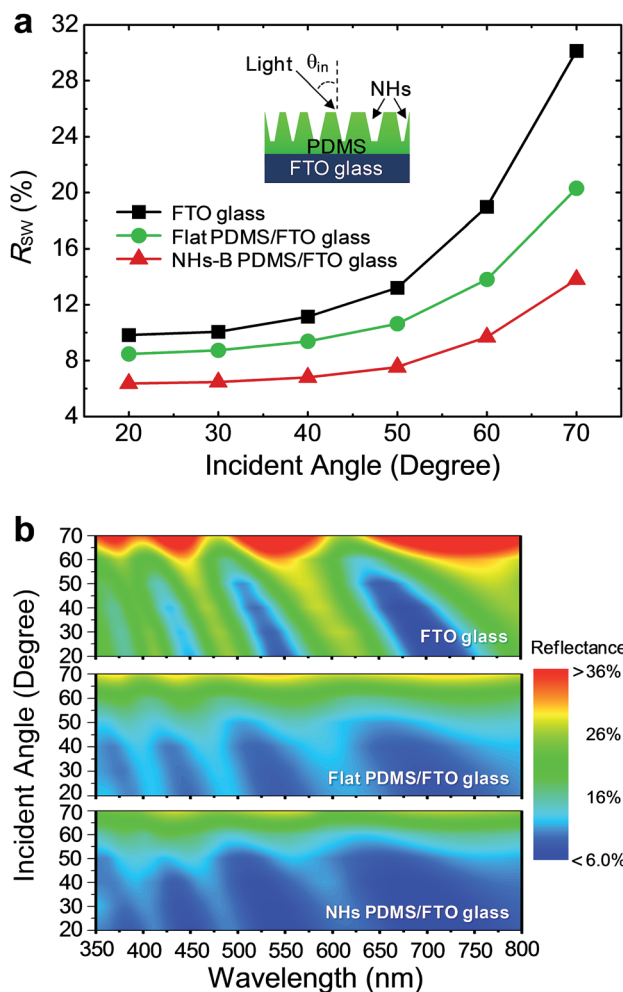 a
32
28
24
20
16
12
8
4
R_SW (%)
Light
θ_in
NHs
PDMS
FTO glass
FTO glass
Flat PDMS/FTO glass
NHs-B PDMS/FTO glass
20 30 40 50 60 70
Incident Angle (Degree)
b
Incident Angle (Degree)
70
60
50
40
30
20
FTO glass
70
60
50
40
30
20
Flat PDMS/FTO glass
70
60
50
40
30
20
NHs PDMS/FTO glass
350 400 450 500 550 600 650 700 750 800
Wavelength (nm)
Reflectance
>36%
26%
16%
<6.0%